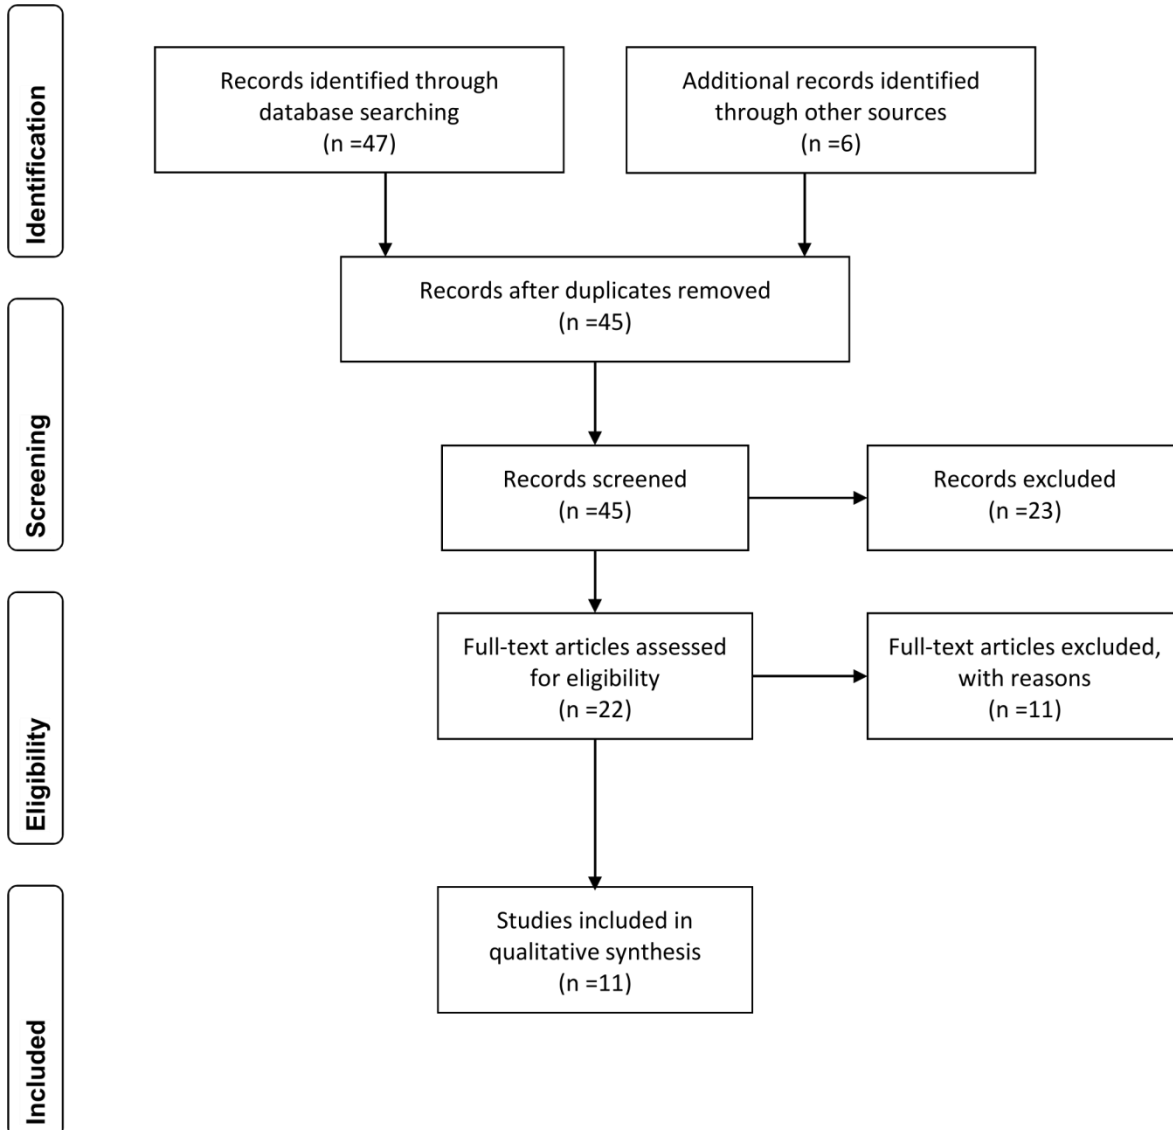 Identification
Records identified through
database searching
(n =47)
Additional records identified
through other sources
(n =6)
Records after duplicates removed
(n =45)
Screening
Records screened
(n =45)
Records excluded
(n =23)
Eligibility
Full-text articles assessed
for eligibility
(n =22)
Full-text articles excluded,
with reasons
(n =11)
Included
Studies included in
qualitative synthesis
(n =11)